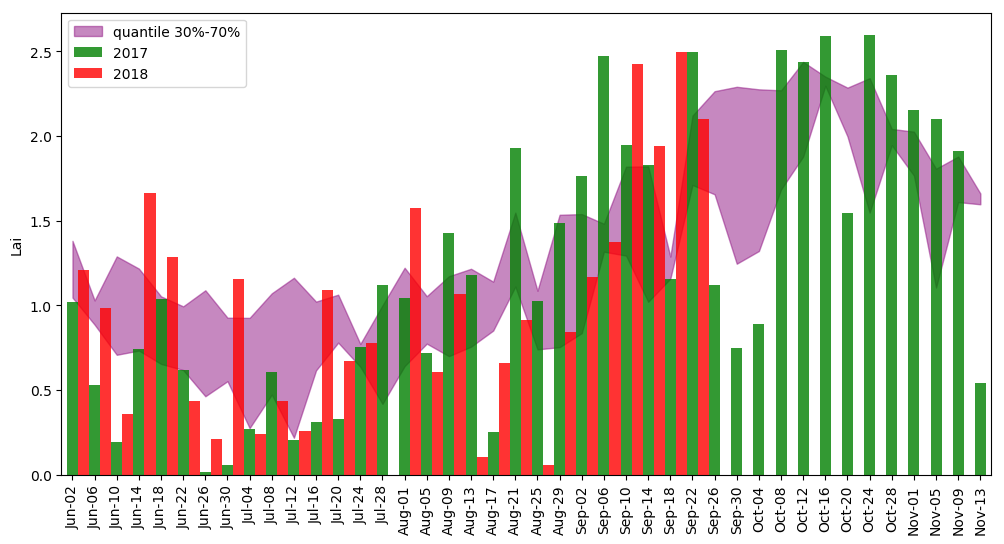 quantile 30%-70%
2017
2018
Lai
2.5
2.0
1.5
1.0
0.5
0.0
Jun-02
Jun-06
Jun-10
Jun-14
Jun-18
Jun-22
Jun-26
Jun-30
Jul-04
Jul-08
Jul-12
Jul-16
Jul-20
Jul-24
Jul-28
Aug-01
Aug-05
Aug-09
Aug-13
Aug-17
Aug-21
Aug-25
Aug-29
Sep-02
Sep-06
Sep-10
Sep-14
Sep-18
Sep-22
Sep-26
Sep-30
Oct-04
Oct-08
Oct-12
Oct-16
Oct-20
Oct-24
Oct-28
Nov-01
Nov-05
Nov-09
Nov-13